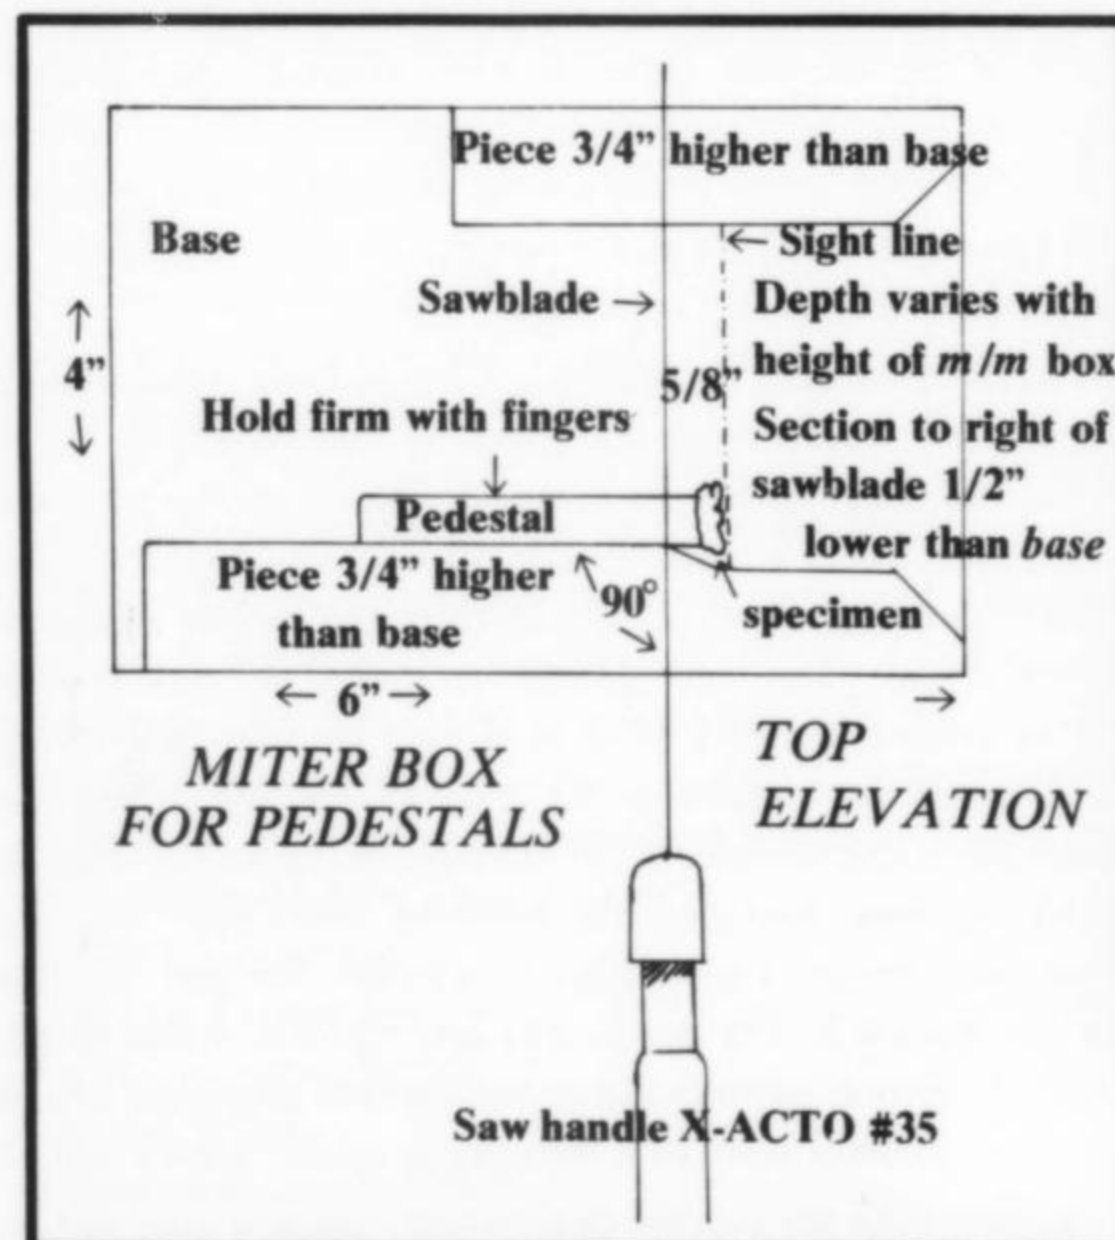 Piece 3/4” higher than base
Base
← Sight line
Sawblade →
Depth varies with
height of m/m box
4”
5/8”
Hold firm with fingers
Section to right of
sawblade 1/2”
lower than base
Pedestal
Piece 3/4” higher
than base
90°
specimen
← 6” →
MITER BOX
FOR PEDESTALS
TOP
ELEVATION
Saw handle X-ACTO #35